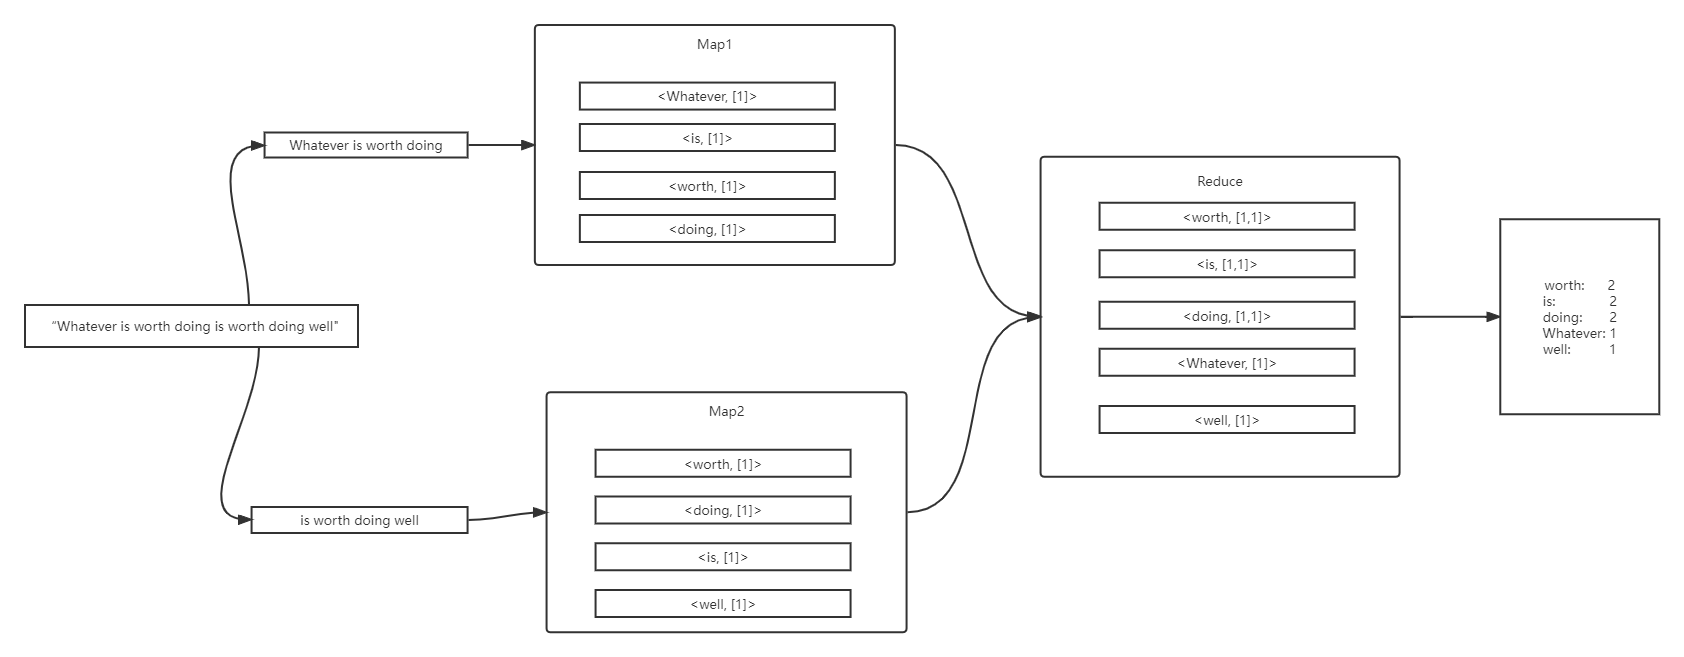 “Whatever is worth doing is worth doing well"
Whatever is worth doing
is worth doing well
Map1
<Whatever, [1]>
<is, [1]>
<worth, [1]>
<doing, [1]>
Map2
<worth, [1]>
<doing, [1]>
<is, [1]>
<well, [1]>
Reduce
<worth, [1,1]>
<is, [1,1]>
<doing, [1,1]>
<Whatever, [1]>
<well, [1]>
worth: 2
is: 2
doing: 2
Whatever: 1
well: 1